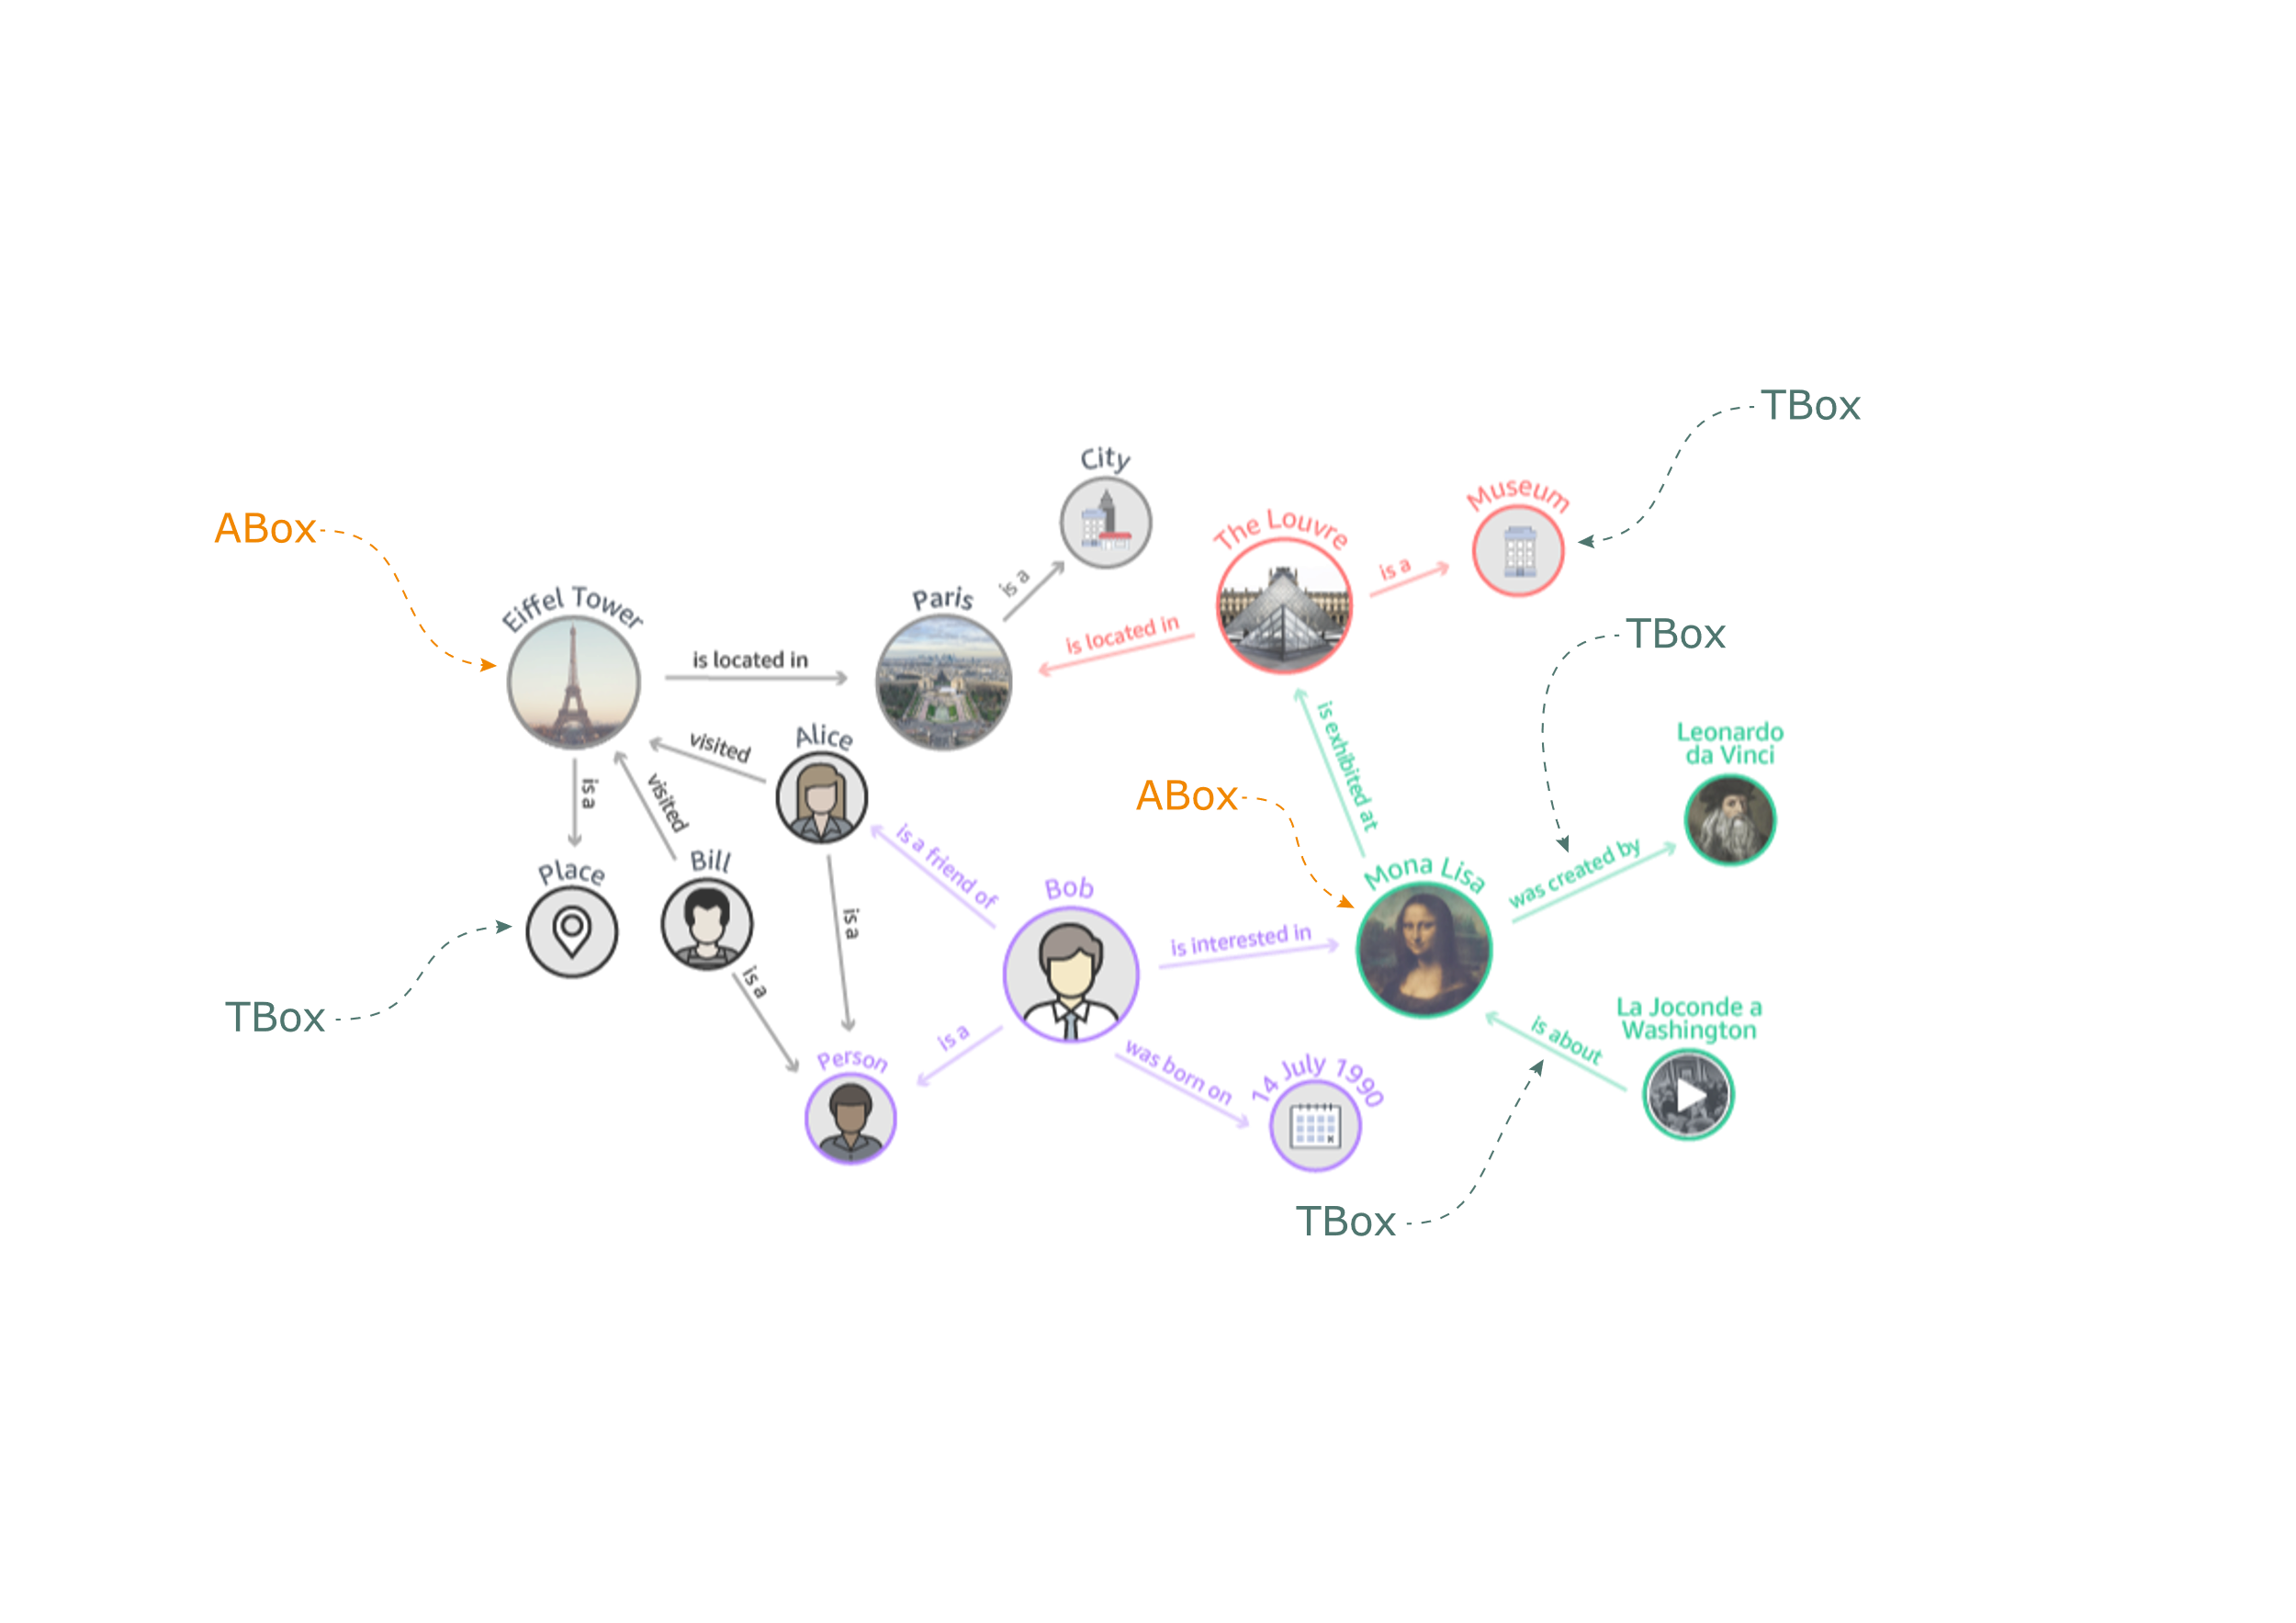 TBox
City
Museum
The Louvre
ABox
is a
is a
Eiffel Tower
Paris
is located in
TBox
is located in
is exhibited at
Leonardo
da Vinci
visited
Alice
is a
visited
ABox
was created by
Bill
is a friend of
Mona Lisa
Place
Bob
is a
is interested in
is a
TBox
La Joconde a
Washington
is a
was born on
is about
Person
14 July 1990
TBox